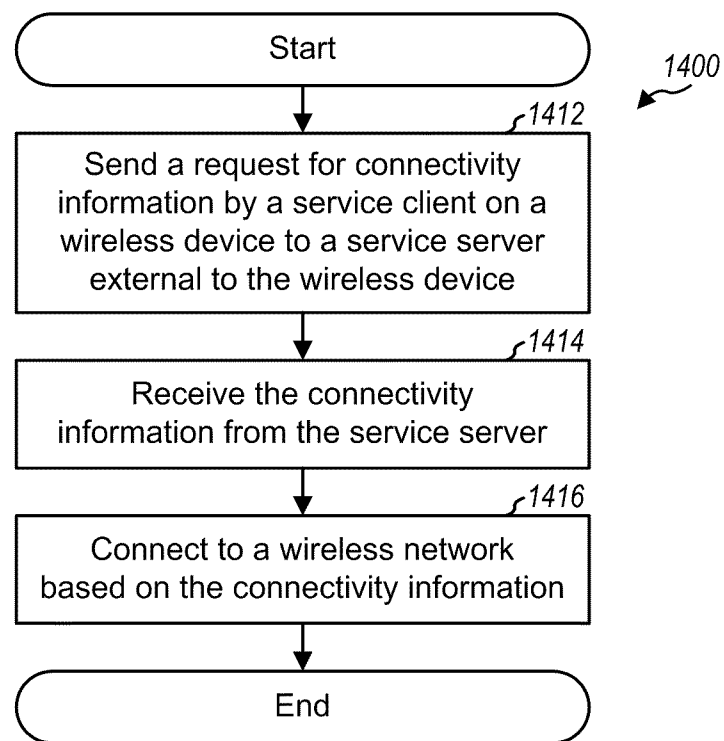 Start
1400
1412
Send a request for connectivity
information by a service client on a
wireless device to a service server
external to the wireless device
1414
Receive the connectivity
information from the service server
1416
Connect to a wireless network
based on the connectivity information
End